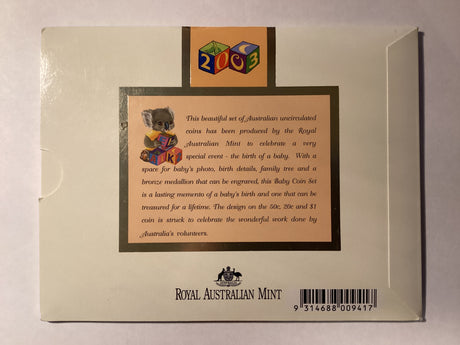 2003
This beautiful set of Australian uncirculated
coins has been produced by the Royal
Australian Mint to celebrate a very
special event - the birth of a baby. With a
space for baby's photo, birth details, family tree and a
bronze medallion that can be engraved, this Baby Coin Set
is a lasting memento of a baby's birth and one that can be
treasured for a lifetime. The design on the 50c, 20c and $1
coin is struck to celebrate the wonderful work done by
Australia's volunteers.
ROYAL AUSTRALIAN MINT
9 314688 009417